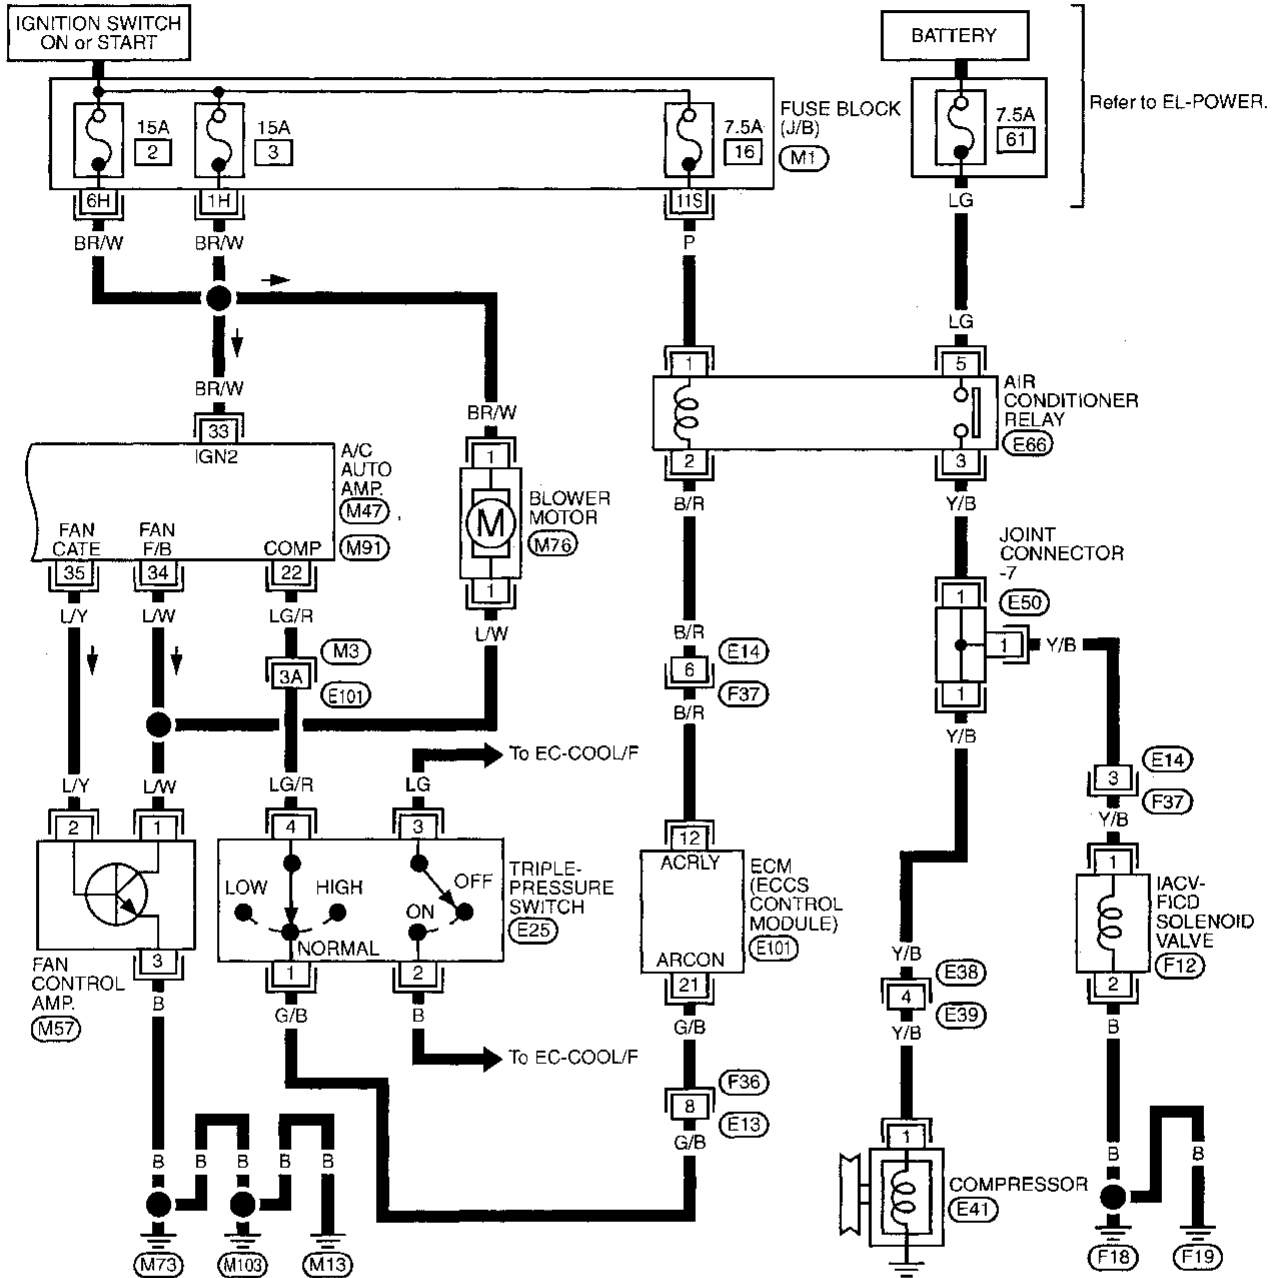 IGNITION SWITCH
ON or START
BATTERY
Refer to EL-POWER.
15A
2
15A
3
7.5A
16
FUSE BLOCK
(J/B)
M1
7.5A
61
6H
1H
11S
LG
BR/W
BR/W
P
LG
1
5
AIR
CONDITIONER
RELAY
E66
BR/W
BR/W
33
IGN2
2
3
A/C
AUTO
AMP.
M47
M91
1
BLOWER
MOTOR
M76
M
1
B/R
Y/B
FAN
CATE
FAN
F/B
COMP
35
34
22
JOINT
CONNECTOR
-7
E50
1
1
Y/B
1
L/Y
L/W
LG/R
L/W
B/R
6
E14
F37
B/R
M3
3A
E101
Y/B
To EC-COOL/F
L/Y
L/W
LG/R
LG
3
E14
F37
Y/B
2
1
4
3
12
ACRLY
1
LOW
HIGH
NORMAL
OFF
ON
TRIPLE-
PRESSURE
SWITCH
E25
ECM
(ECCS
CONTROL
MODULE)
E101
ARCON
IACV-
FICD
SOLENOID
VALVE
F12
3
FAN
CONTROL
AMP.
M57
1
2
21
Y/B
4
E38
E39
Y/B
2
B
G/B
B
G/B
B
To EC-COOL/F
8
F36
E13
G/B
1
COMPRESSOR
E41
B
B
B
B
B
B
B
M73
M103
M13
F18
F19